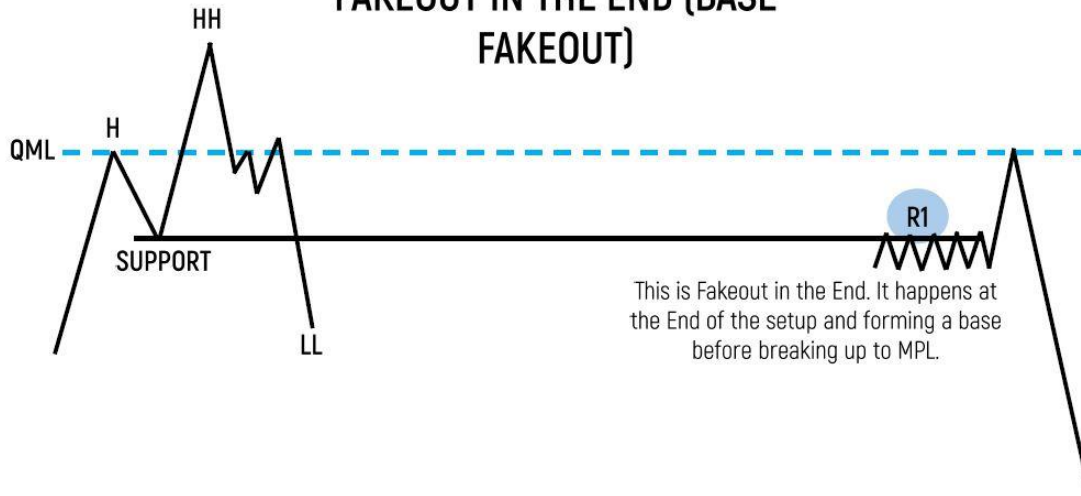 FAKEOUT IN THE END (BASE
FAKEOUT)
HH
H
QML
SUPPORT
LL
R1
This is Fakeout in the End. It happens at
the End of the setup and forming a base
before breaking up to MPL.